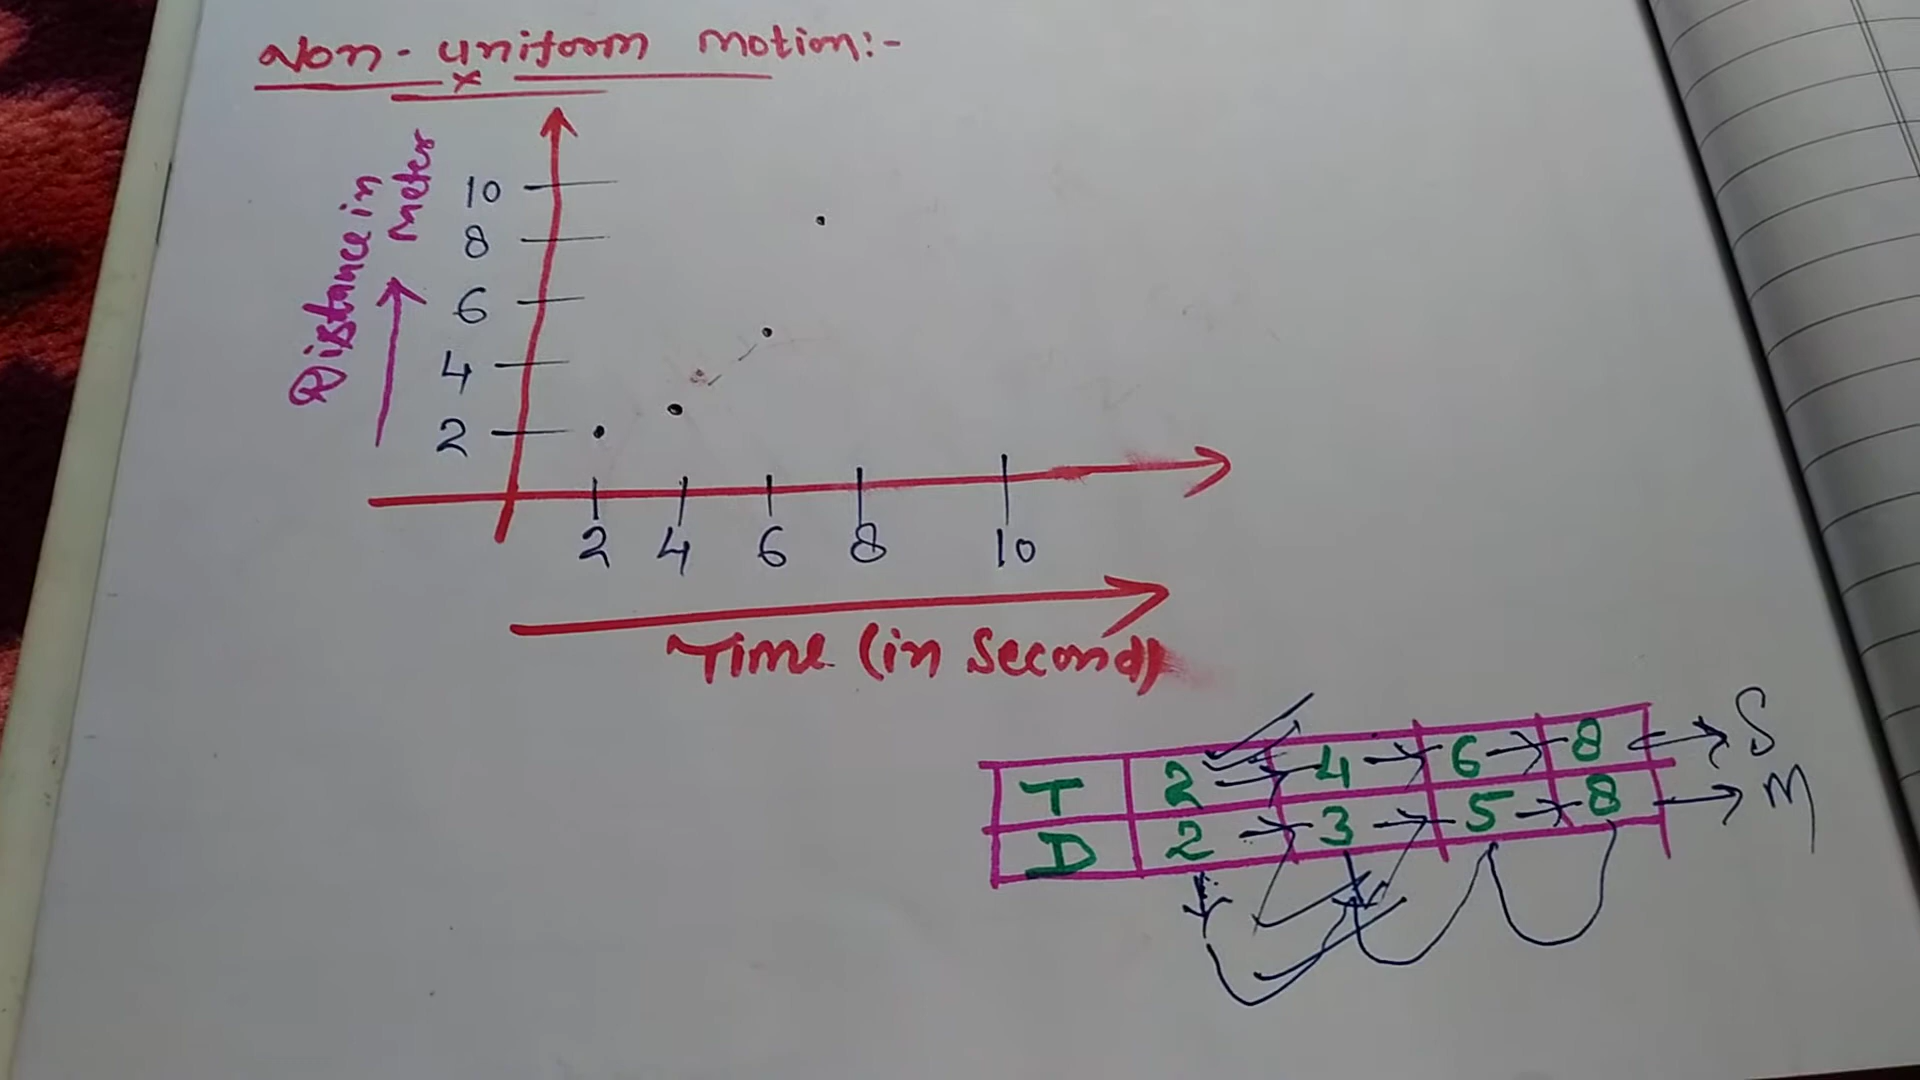 Non-uniform motion:-
Distance in
Meter
10
8
6
4
2
2 4 6 8 10
Time (in second)
T 2 4 6 8 S
D 2 3 5 8 M